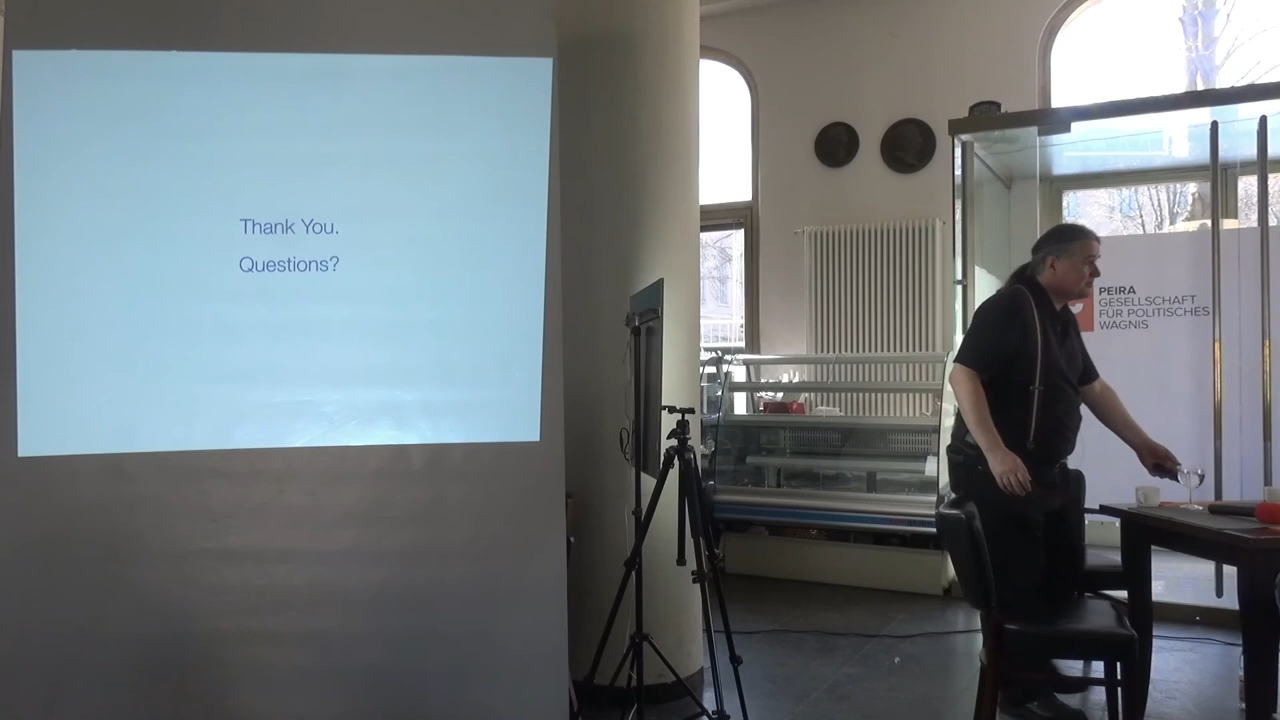 Thank You.
Questions?
PEIRA
GESELLSCHAFT
FÜR POLITISCHES
WAGNIS